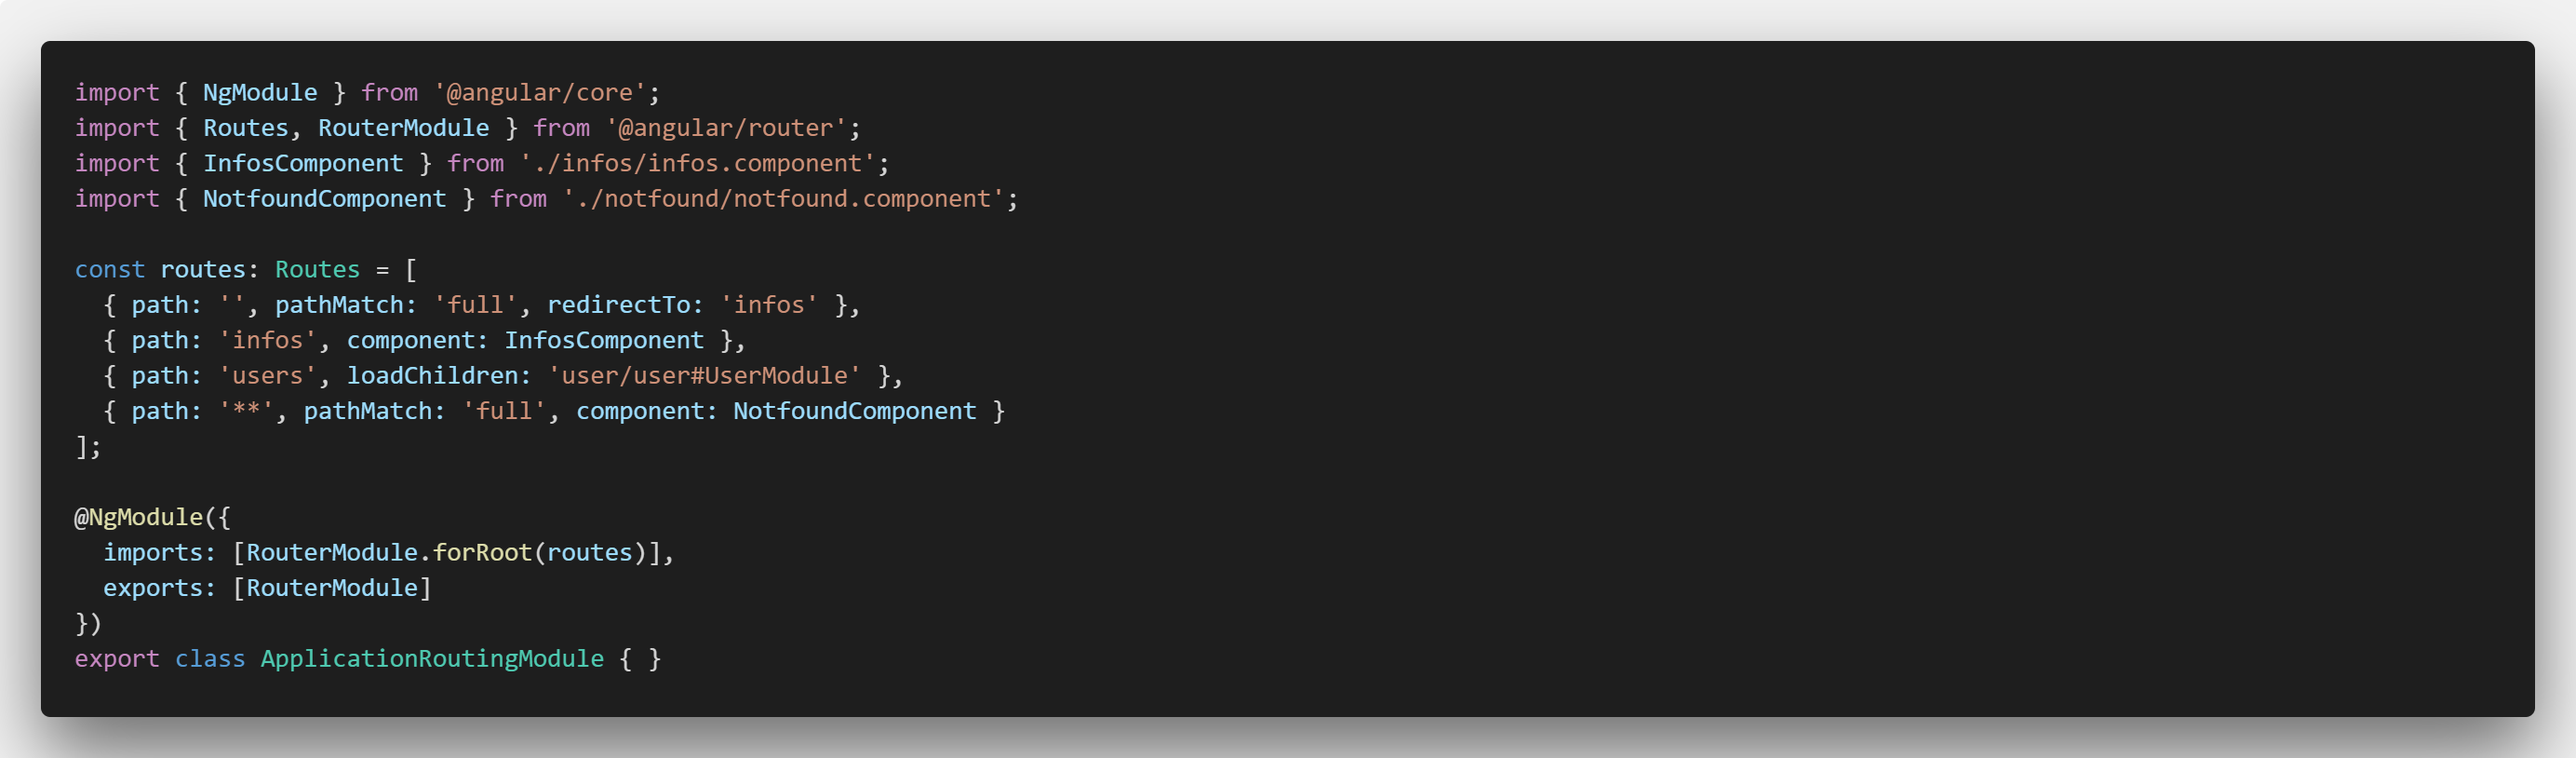 import { NgModule } from '@angular/core';
import { Routes, RouterModule } from '@angular/router';
import { InfosComponent } from './infos/infos.component';
import { NotfoundComponent } from './notfound/notfound.component';

const routes: Routes = [
  { path: '', pathMatch: 'full', redirectTo: 'infos' },
  { path: 'infos', component: InfosComponent },
  { path: 'users', loadChildren: 'user/user#UserModule' },
  { path: '**', pathMatch: 'full', component: NotfoundComponent }
];

@NgModule({
  imports: [RouterModule.forRoot(routes)],
  exports: [RouterModule]
})
export class ApplicationRoutingModule { }